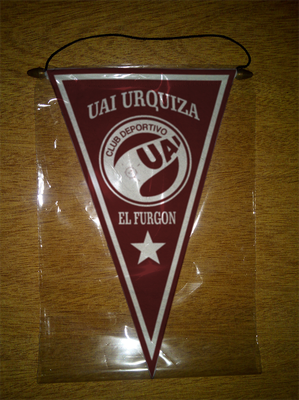 UAI URQUIZA
CLUB DEPORTIVO
UAI
EL FURGON